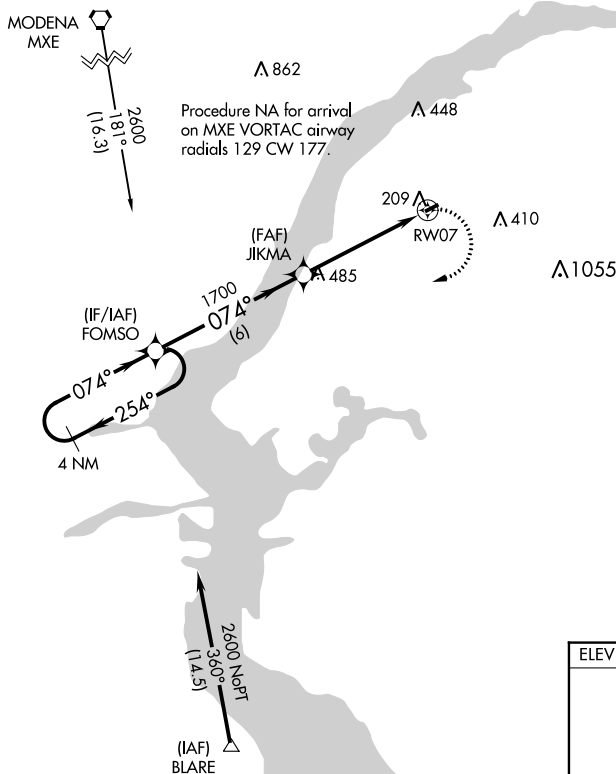 MODENA
MXE
2600
181°
(16.3)
862
Procedure NA for arrival
on MXE VORTAC airway
radials 129 CW 177.
448
209
RW07
410
1055
(FAF)
JIKMA
485
1700
074°
(6)
(IF/IAF)
FOMSO
074°
254°
4 NM
2600 NoPT
360°
(14.5)
(IAF)
BLARE
ELEV